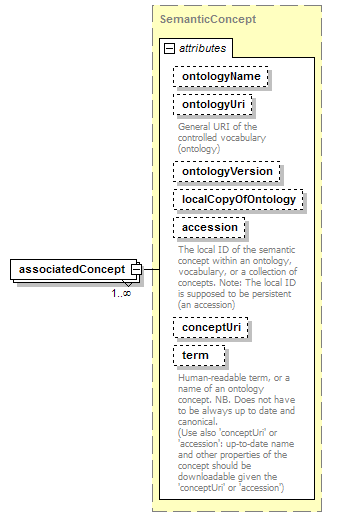 SemanticConcept
attributes
ontologyName
ontologyUri
General URI of the
controlled vocabulary
(ontology)
ontologyVersion
localCopyOfOntology
accession
The local ID of the semantic
concept within an ontology,
vocabulary, or a collection of
concepts. Note: The local ID
is supposed to be persistent
(an accession)
associatedConcept
1..∞
conceptUri
term
Human-readable term, or a
name of an ontology
concept. NB. Does not have
to be always up to date and
canonical.
(Use also 'conceptUri' or
'accession'; up-to-date name
and other properties of the
concept should be
downloadable given the
'conceptUri' or 'accession')